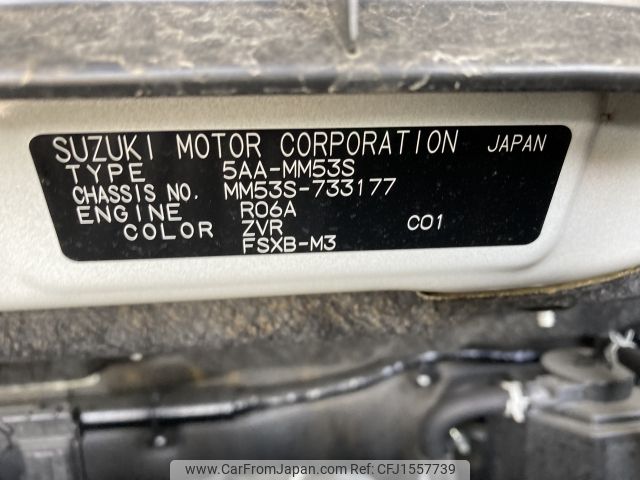 SUZUKI MOTOR CORPORATION JAPAN
TYPE 5AA-MM53S
CHASSIS NO. MM53S-733177
ENGINE R06A
COLOR ZVR C01
FSXB-M3
www.CarFromJapan.com - CFJ1557739